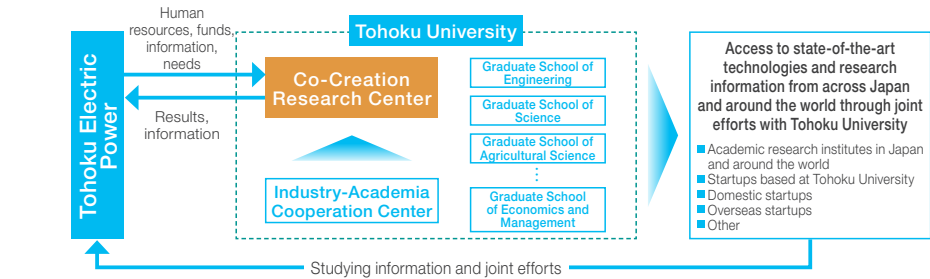 Human
resources, funds,
information,
needs
Tohoku Electric
Power
Results,
information
Tohoku University
Co-Creation
Research Center
Industry-Academia
Cooperation Center
Graduate School of
Engineering
Graduate School of
Science
Graduate School of
Agricultural Science
⋮
Graduate School
of Economics and
Management
Access to state-of-the-art
technologies and research
information from across Japan
and around the world through joint
efforts with Tohoku University
■ Academic research institutes in Japan
and around the world
■ Startups based at Tohoku University
■ Domestic startups
■ Overseas startups
■ Other
Studying information and joint efforts